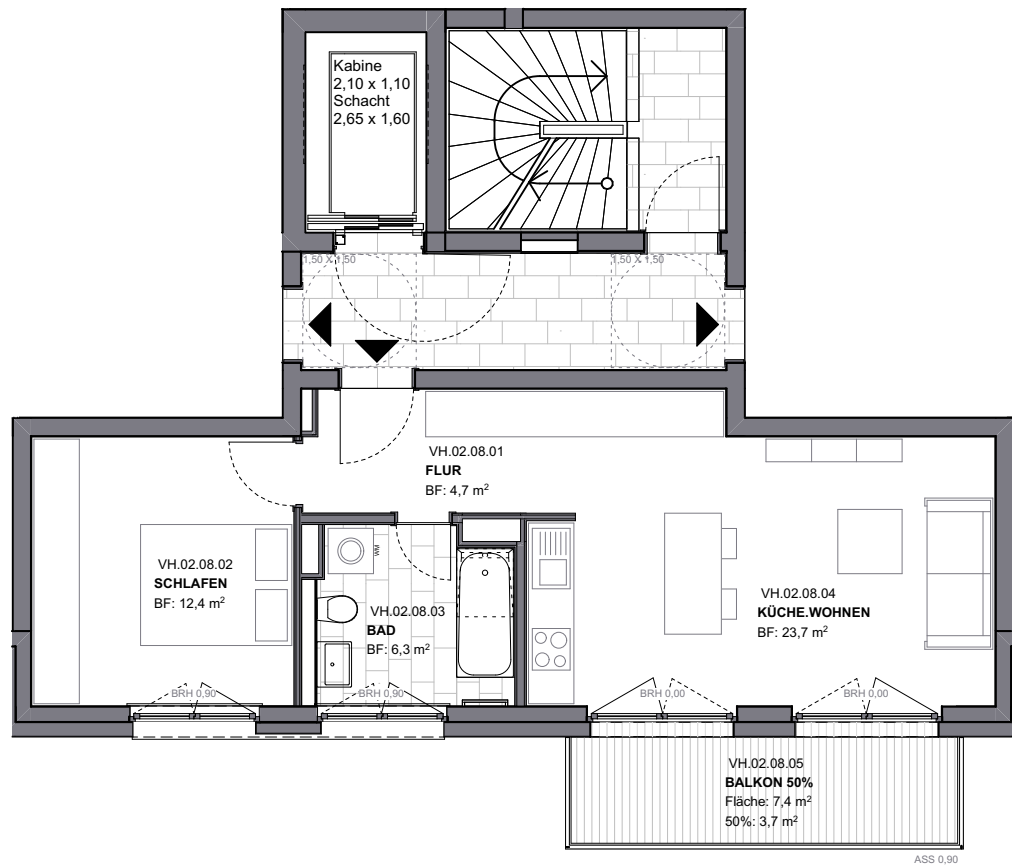 Kabine
2,10 x 1,10
Schacht
2,65 x 1,60
1,50 X 1,50
1,50 X 1,50
VH.02.08.01
FLUR
BF: 4,7 m²
VH.02.08.02
SCHLAFEN
BF: 12,4 m²
WM
VH.02.08.03
BAD
BF: 6,3 m²
VH.02.08.04
KÜCHE.WOHNEN
BF: 23,7 m²
BRH 0,90
BRH 0,90
BRH 0,00
BRH 0,00
VH.02.08.05
BALKON 50%
Fläche: 7,4 m²
50%: 3,7 m²
ASS 0,90